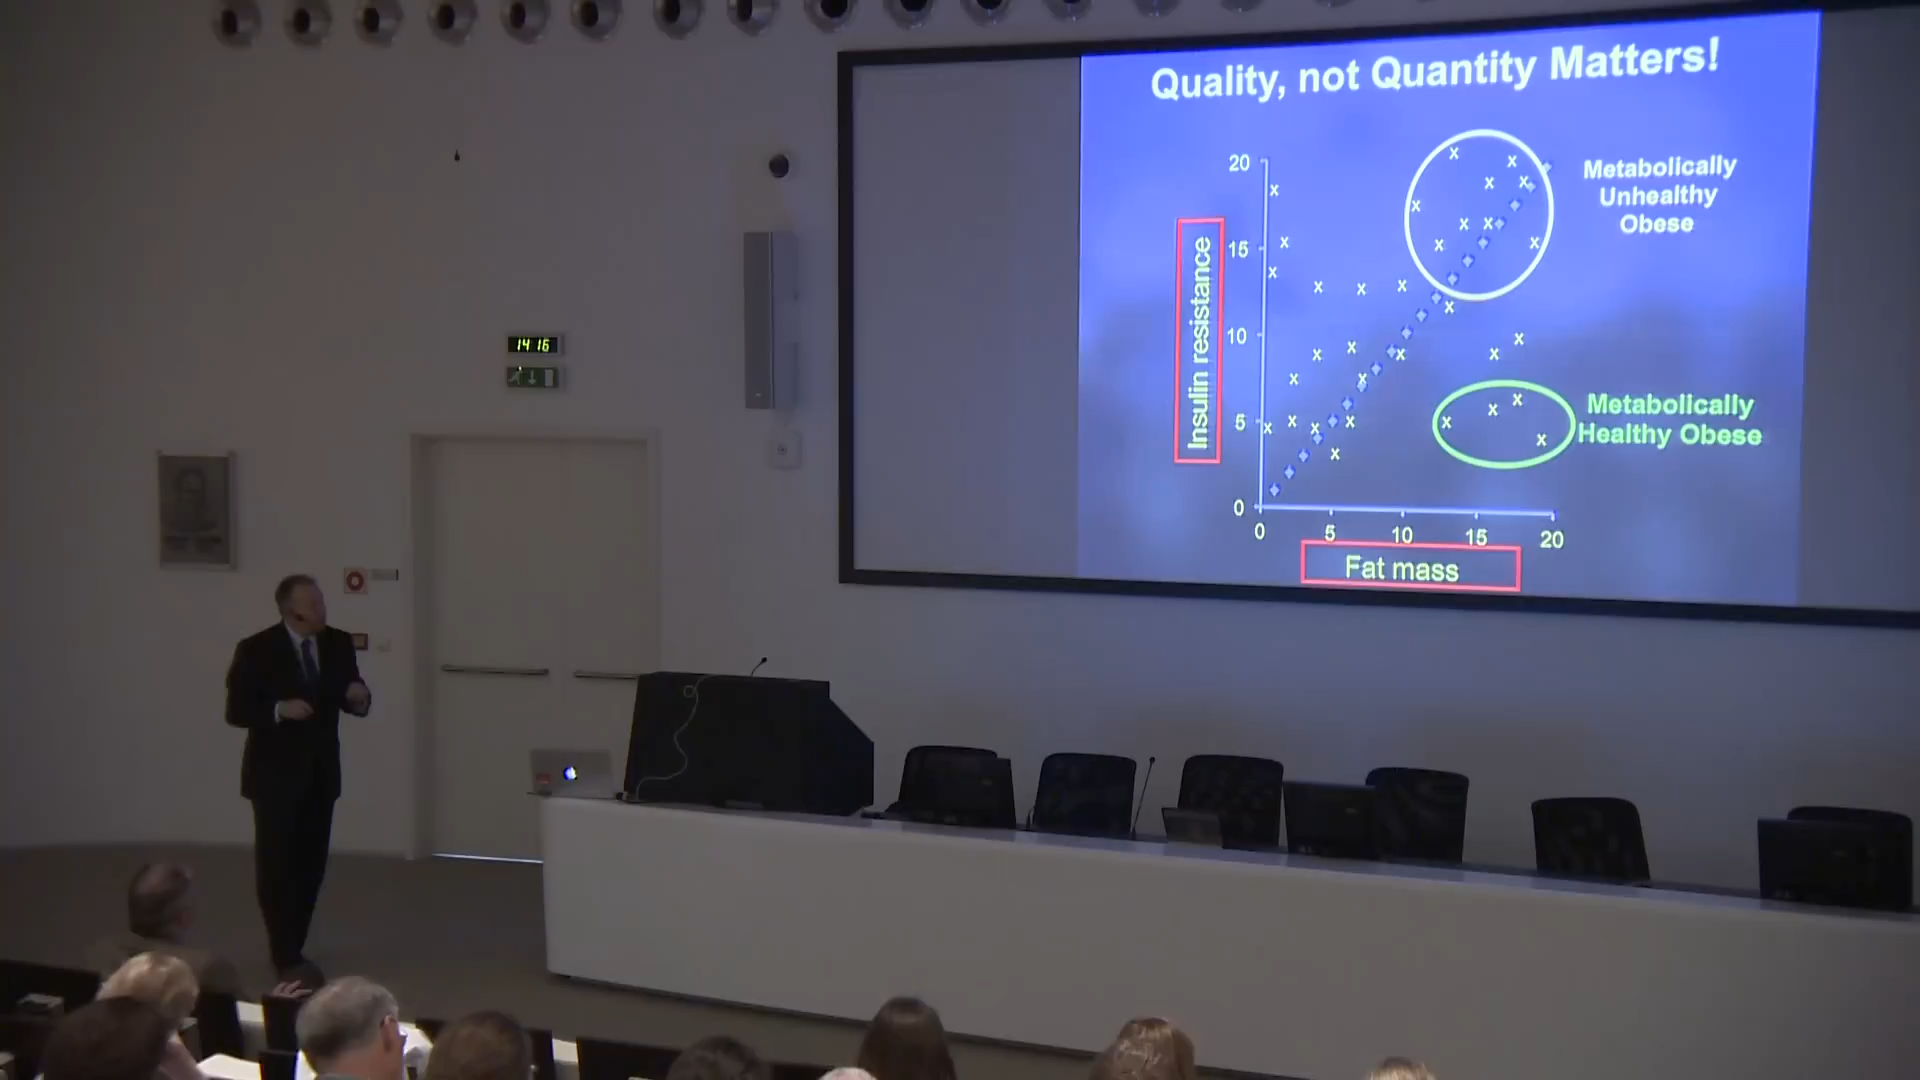 Quality, not Quantity Matters!
Metabolically
Unhealthy
Obese
20
15
10
5
0
Insulin resistance
Metabolically
Healthy Obese
0
5
10
15
20
Fat mass
14 16